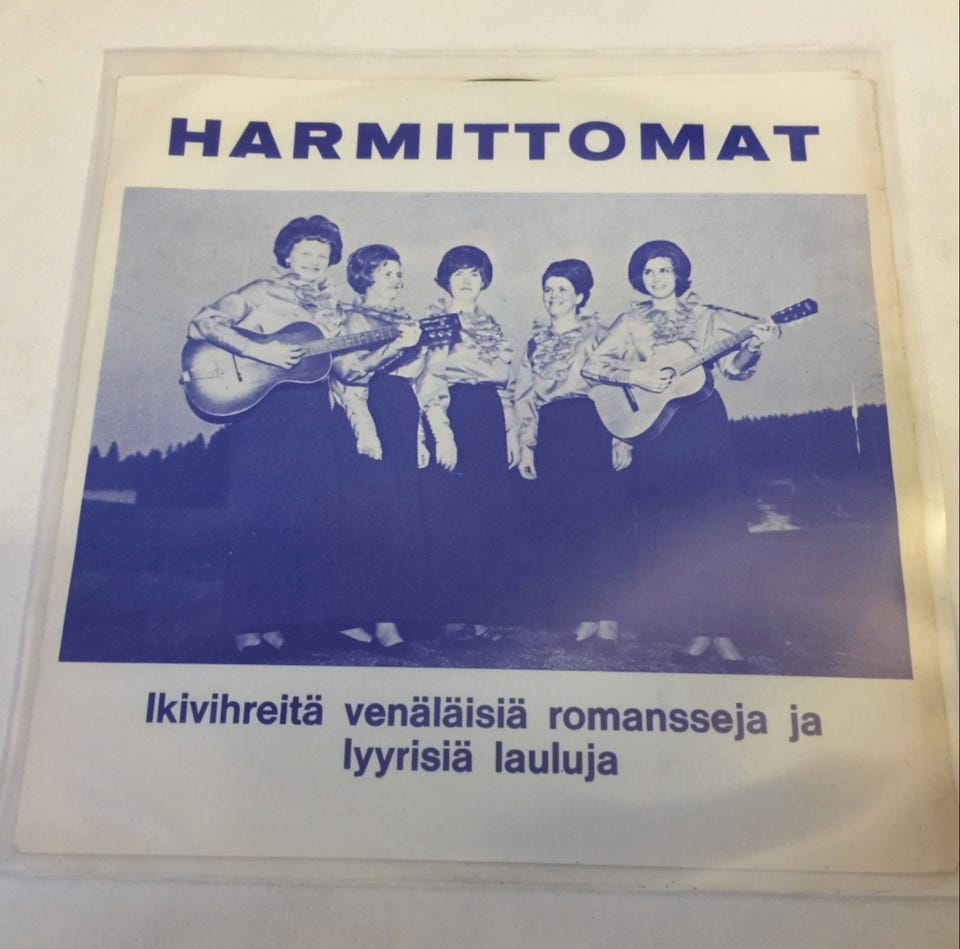 HARMITTOMAT
Ikivihreitä venäläisiä romansseja ja
lyyrisiä lauluja